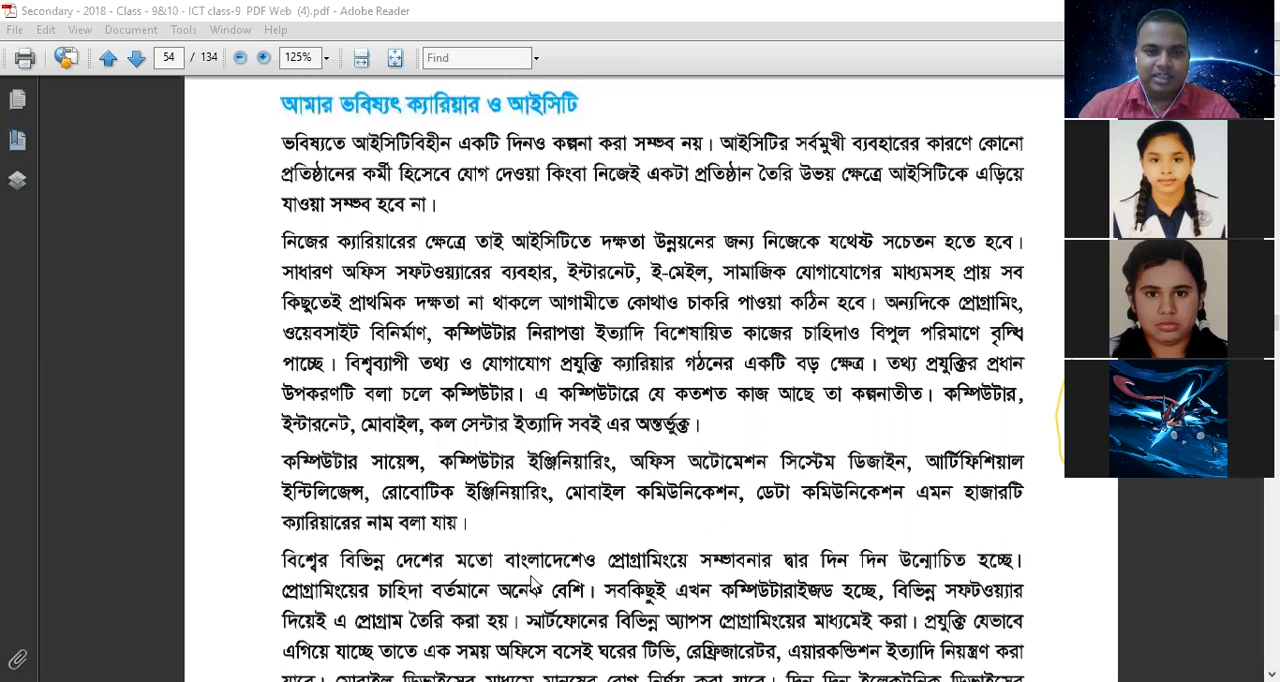 Secondary - 2018 - Class - 9&10 - ICT class-9 PDF Web (4).pdf - Adobe Reader
File Edit View Document Tools Window Help
54 / 134 125% Find
আমার ভবিষ্যৎ ক্যারিয়ার ও আইসিটি
ভবিষ্যতে আইসিটিবিহীন একটি দিনও কল্পনা করা সম্ভব নয়। আইসিটির সর্বমুখী ব্যবহারের কারণে কোনো
প্রতিষ্ঠানের কর্মী হিসেবে যোগ দেওয়া কিংবা নিজেই একটা প্রতিষ্ঠান তৈরি উভয় ক্ষেত্রে আইসিটিকে এড়িয়ে
যাওয়া সম্ভব হবে না।
নিজের ক্যারিয়ারের ক্ষেত্রে তাই আইসিটিতে দক্ষতা উন্নয়নের জন্য নিজেকে যথেষ্ট সচেতন হতে হবে।
সাধারণ অফিস সফটওয়্যারের ব্যবহার, ইন্টারনেট, ই-মেইল, সামাজিক যোগাযোগের মাধ্যমসহ প্রায় সব
কিছুতেই প্রাথমিক দক্ষতা না থাকলে আগামীতে কোথাও চাকরি পাওয়া কঠিন হবে। অন্যদিকে প্রোগ্রামিং,
ওয়েবসাইট বিনির্মাণ, কম্পিউটার নিরাপত্তা ইত্যাদি বিশেষায়িত কাজের চাহিদাও বিপুল পরিমাণে বৃদ্ধি
পাচ্ছে। বিশ্বব্যাপী তথ্য ও যোগাযোগ প্রযুক্তি ক্যারিয়ার গঠনের একটি বড় ক্ষেত্র। তথ্য প্রযুক্তির প্রধান
উপকরণটি বলা চলে কম্পিউটার। এ কম্পিউটারে যে কতশত কাজ আছে তা কল্পনাতীত। কম্পিউটার,
ইন্টারনেট, মোবাইল, কল সেন্টার ইত্যাদি সবই এর অন্তর্ভুক্ত।
কম্পিউটার সায়েন্স, কম্পিউটার ইঞ্জিনিয়ারিং, অফিস অটোমেশন সিস্টেম ডিজাইন, আর্টিফিশিয়াল
ইন্টিলিজেন্স, রোবোটিক ইঞ্জিনিয়ারিং, মোবাইল কমিউনিকেশন, ডেটা কমিউনিকেশন এমন হাজারটি
ক্যারিয়ারের নাম বলা যায়।
বিশ্বের বিভিন্ন দেশের মতো বাংলাদেশেও প্রোগ্রামিংয়ে সম্ভাবনার দ্বার দিন দিন উন্মোচিত হচ্ছে।
প্রোগ্রামিংয়ের চাহিদা বর্তমানে অনেক বেশি। সবকিছুই এখন কম্পিউটারাইজড হচ্ছে, বিভিন্ন সফটওয়্যার
দিয়েই এ প্রোগ্রাম তৈরি করা হয়। স্মার্টফোনের বিভিন্ন অ্যাপস প্রোগ্রামিংয়ের মাধ্যমেই করা। প্রযুক্তি যেভাবে
এগিয়ে যাচ্ছে তাতে এক সময় অফিসে বসেই ঘরের টিভি, রেফ্রিজারেটর, এয়ারকন্ডিশন ইত্যাদি নিয়ন্ত্রণ করা
যাবে। মোবাইল ডিভাইসের মাধ্যমে মানুষের রোগ নির্ণয় করা যাবে। দিন দিন ইলেকট্রনিক ডিভাইসের